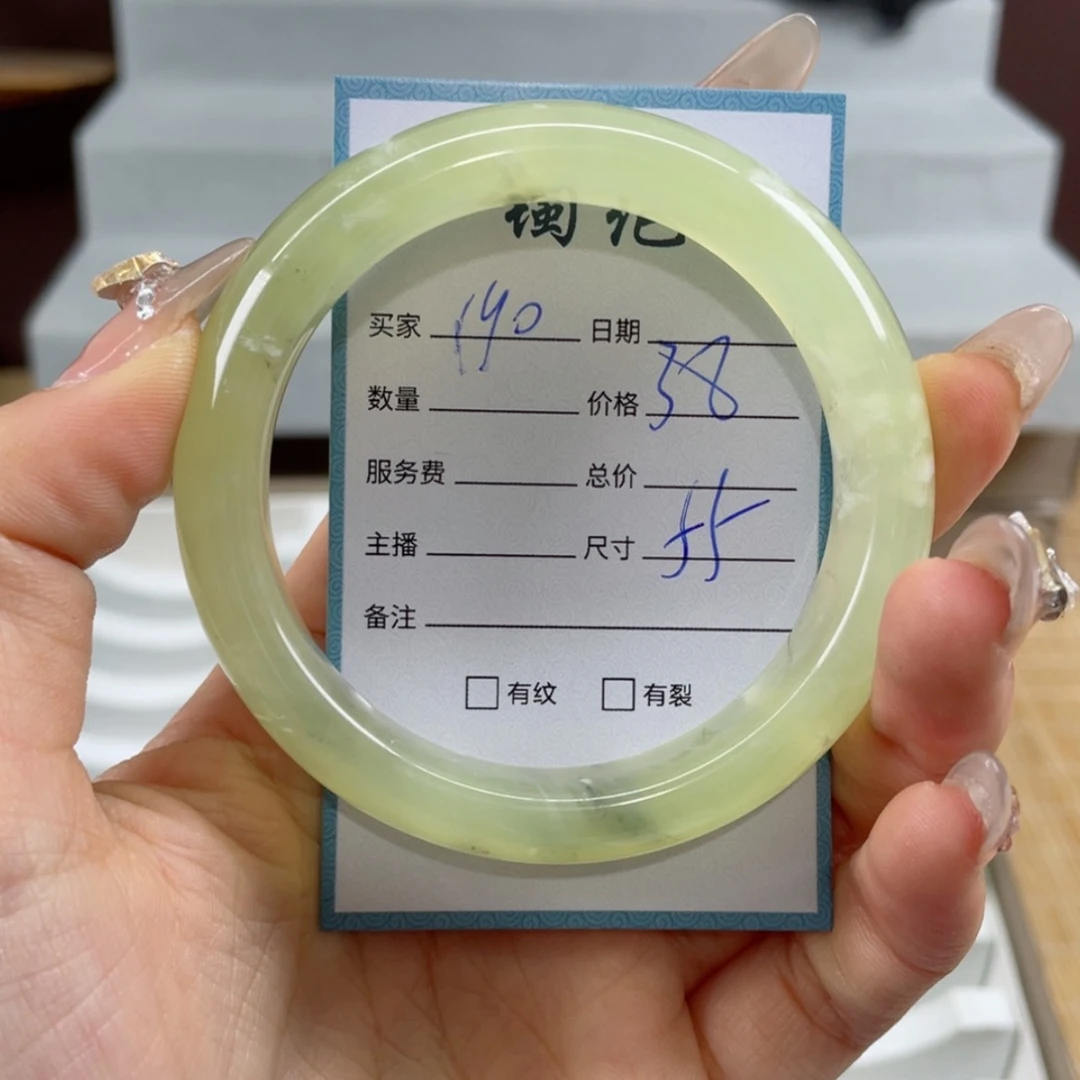 买家 190 日期
数量 价格 38
服务费 总价
主播 尺寸 55
备注
有纹 有裂